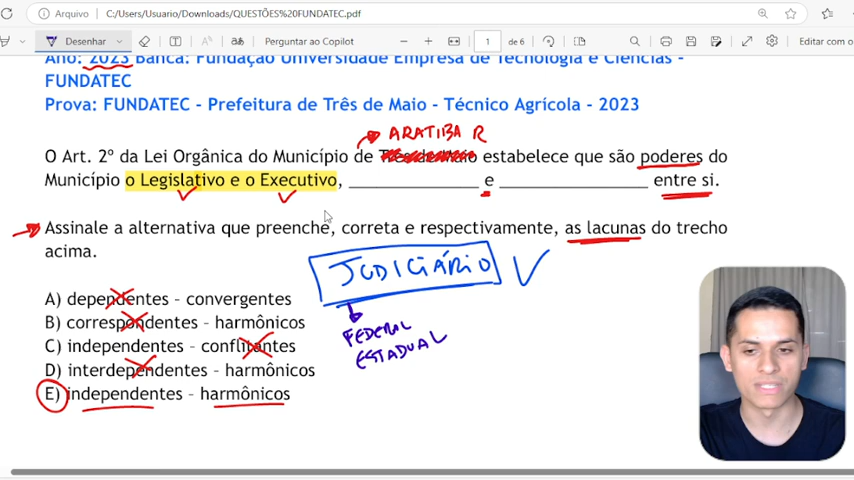 Arquivo
C:/Users/Usuario/Downloads/QUESTÕES%20FUNDATEC.pdf
Desenhar
Perguntar ao Copilot
1
de 6
Editar com o
Ano: 2023 Banca: Fundação Universidade Empresa de Tecnologia e Ciências -
FUNDATEC
Prova: FUNDATEC - Prefeitura de Três de Maio - Técnico Agrícola - 2023
ARATIBA R
O Art. 2º da Lei Orgânica do Município de Três de Maio estabelece que são poderes do
Município o Legislativo e o Executivo, _______________ e _________________ entre si.
Assinale a alternativa que preenche, correta e respectivamente, as lacunas do trecho
acima.
JUDICIÁRIO
A) dependentes - convergentes
B) correspondentes - harmônicos
FEDERAL
C) independentes - conflitantes
ESTADUAL
D) interdependentes - harmônicos
E) independentes - harmônicos